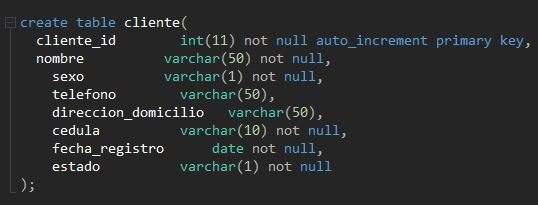 create table cliente(
cliente_id int(11) not null auto_increment primary key,
nombre varchar(50) not null,
sexo varchar(1) not null,
telefono varchar(50),
direccion_domicilio varchar(50),
cedula varchar(10) not null,
fecha_registro date not null,
estado varchar(1) not null
);